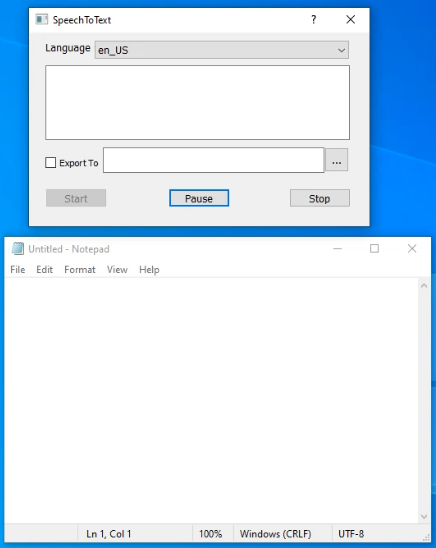 SpeechToText ?
Language en_US
Export To ...
Start Pause Stop
Untitled - Notepad
File Edit Format View Help
Ln 1, Col 1 100% Windows (CRLF) UTF-8